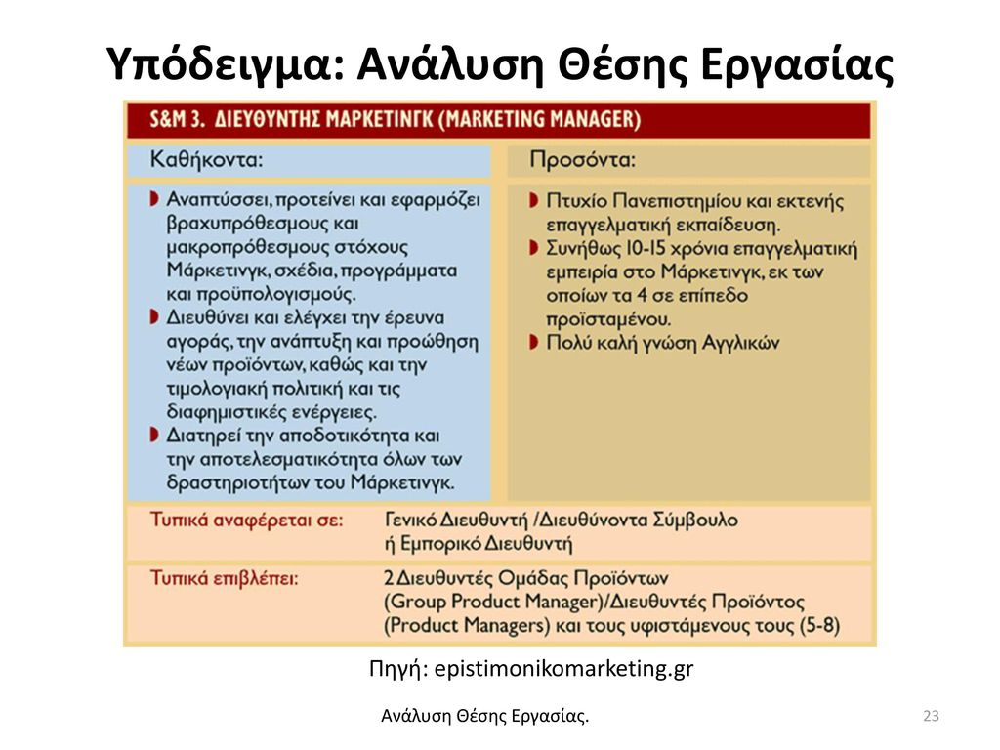 Υπόδειγμα: Ανάλυση Θέσης Εργασίας
S&M 3. ΔΙΕΥΘΥΝΤΗΣ ΜΑΡΚΕΤΙΝΓΚ (MARKETING MANAGER)
Καθήκοντα:
Αναπτύσσει, προτείνει και εφαρμόζει
βραχυπρόθεσμους και
μακροπρόθεσμους στόχους
Μάρκετινγκ, σχέδια, προγράμματα
και προϋπολογισμούς.
Διευθύνει και ελέγχει την έρευνα
αγοράς, την ανάπτυξη και προώθηση
νέων προϊόντων, καθώς και την
τιμολογιακή πολιτική και τις
διαφημιστικές ενέργειες.
Διατηρεί την αποδοτικότητα και
την αποτελεσματικότητα όλων των
δραστηριοτήτων του Μάρκετινγκ.
Προσόντα:
Πτυχίο Πανεπιστημίου και εκτενής
επαγγελματική εκπαίδευση.
Συνήθως 10-15 χρόνια επαγγελματική
εμπειρία στο Μάρκετινγκ, εκ των
οποίων τα 4 σε επίπεδο
προϊσταμένου.
Πολύ καλή γνώση Αγγλικών
Τυπικά αναφέρεται σε: Γενικό Διευθυντή /Διευθύνοντα Σύμβουλο
ή Εμπορικό Διευθυντή
Τυπικά επιβλέπει: 2 Διευθυντές Ομάδας Προϊόντων
(Group Product Manager)/Διευθυντές Προϊόντος
(Product Managers) και τους υφιστάμενους τους (5-8)
Πηγή: epistimonikomarketing.gr
Ανάλυση Θέσης Εργασίας.
23